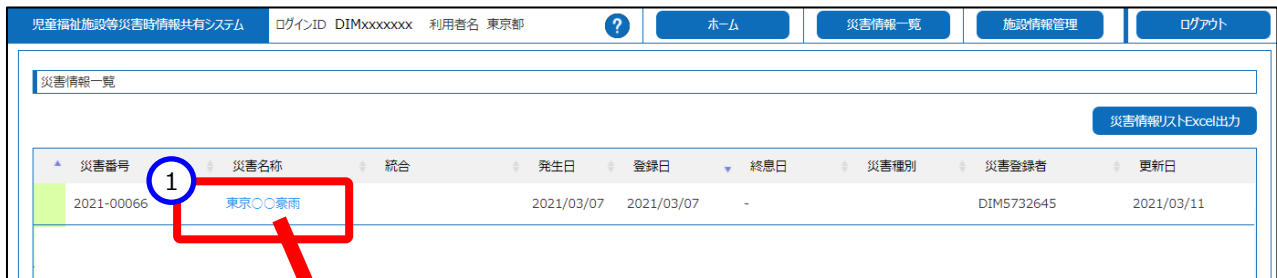 児童福祉施設等災害時情報共有システム ログインID DIMxxxxxxx 利用者名 東京都 ? ホーム 災害情報一覧 施設情報管理 ログアウト
災害情報一覧
災害情報リストExcel出力
災害番号 災害名称 統合 発生日 登録日 終息日 災害種別 災害登録者 更新日
1
2021-00066 東京○○豪雨 2021/03/07 2021/03/07 - DIM5732645 2021/03/11